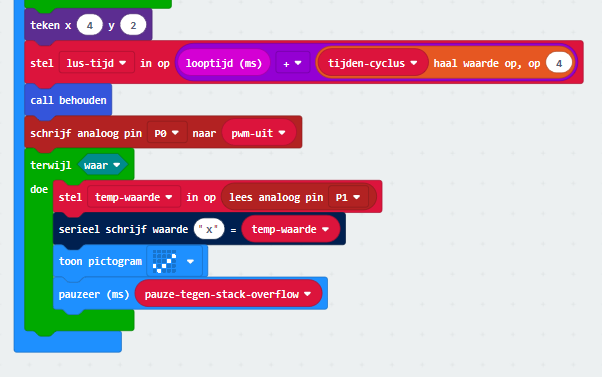 teken x 4 y 2
stel lus-tijd in op looptijd (ms) + tijden-cyclus haal waarde op, op 4
call behouden
schrijf analoog pin P0 naar pwm-uit
terwijl waar
doe
stel temp-waarde in op lees analoog pin P1
serieel schrijf waarde "x" = temp-waarde
toon pictogram
pauzeer (ms) pauze-tegen-stack-overflow